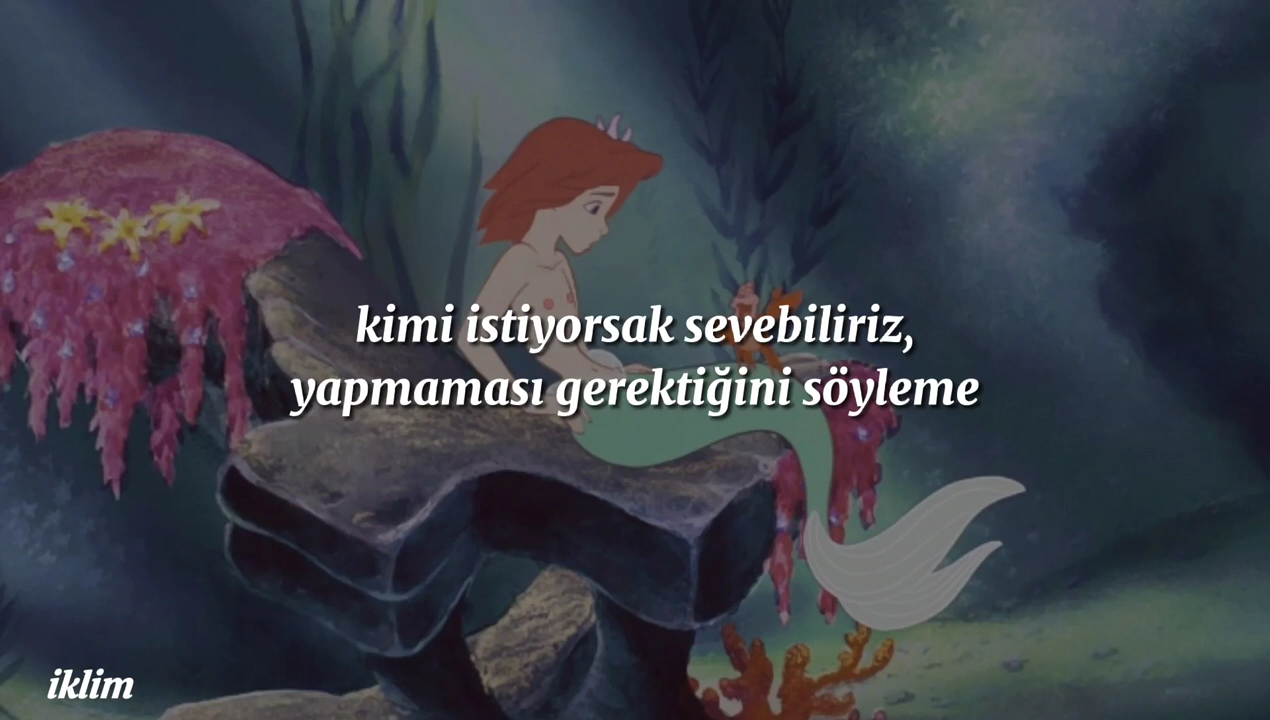 kimi istiyorsak sevebiliriz,
yapmaması gerektiğini söyleme
iklim